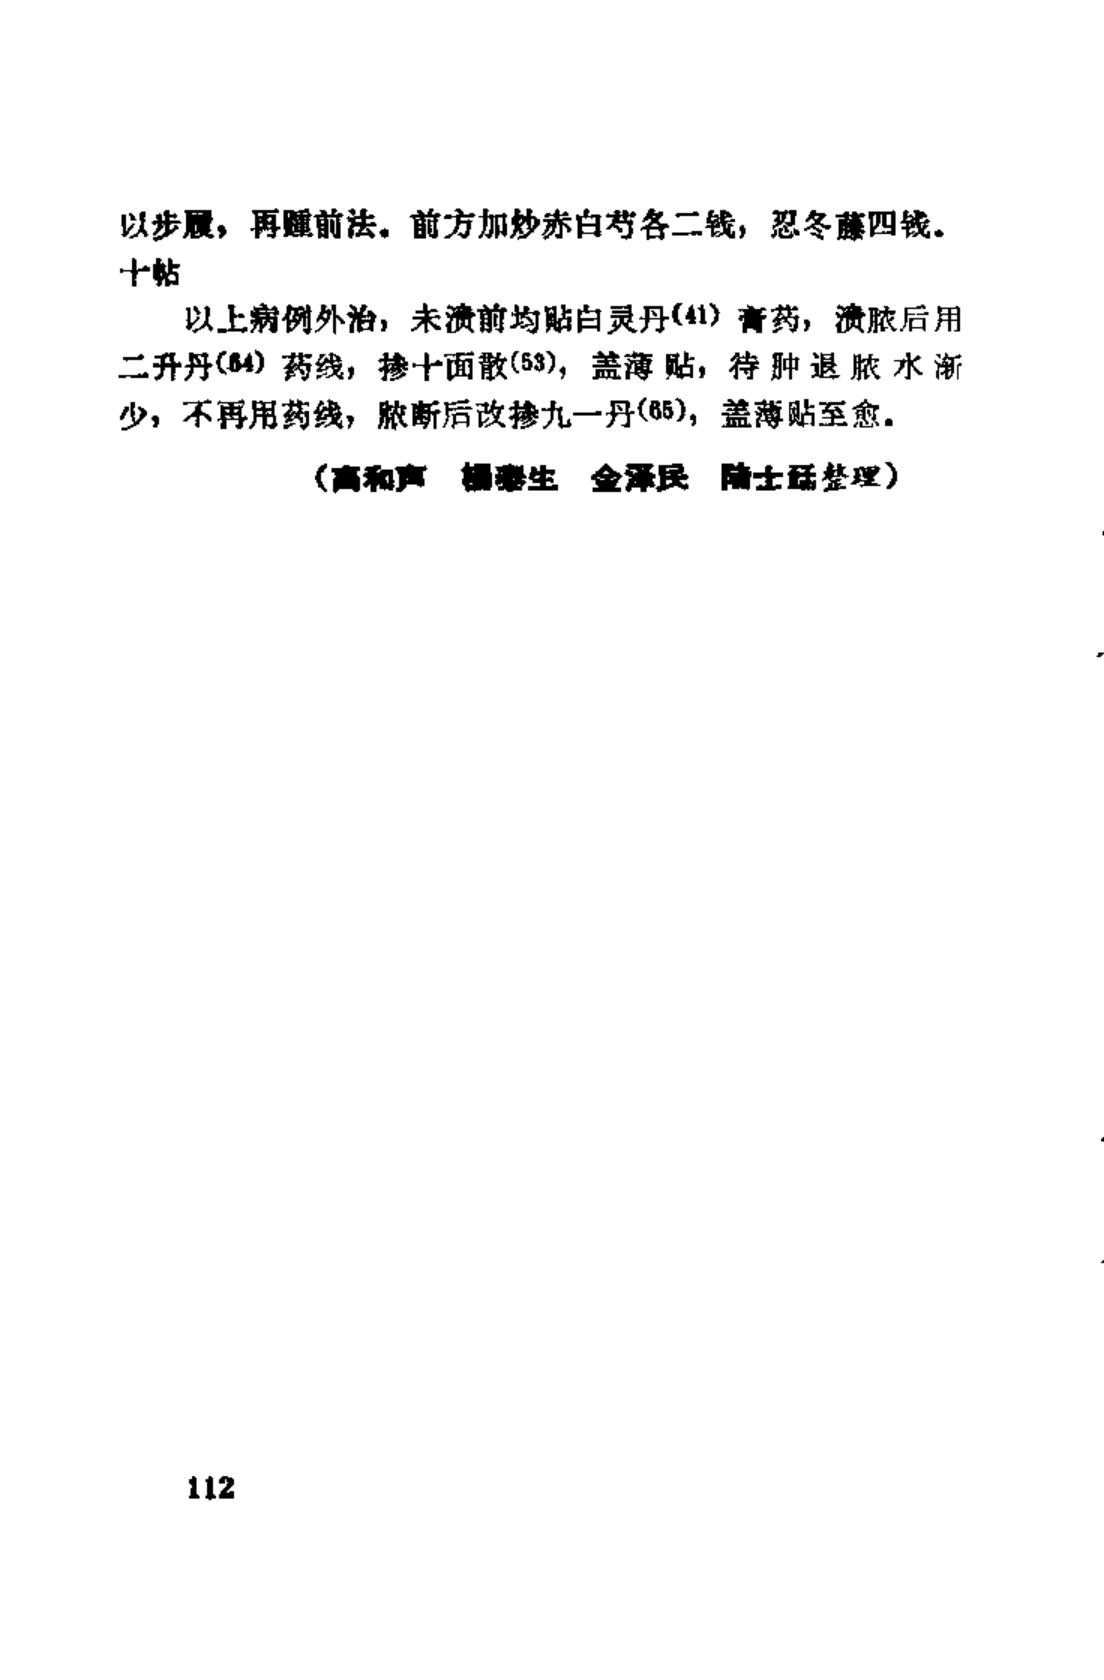 以步履，再踵前法。前方加炒赤白芍各二钱，忍冬藤四钱。
十帖
以上病例外治，未溃前均贴白灵丹(41)膏药，溃脓后用
二升丹(64)药线，掺十面散(53)，盖薄贴，待肿退脓水渐
少，不再用药线，脓断后改掺九一丹(65)，盖薄贴至愈。
（高和声 杨 生 金泽民 陆士 整理）
112